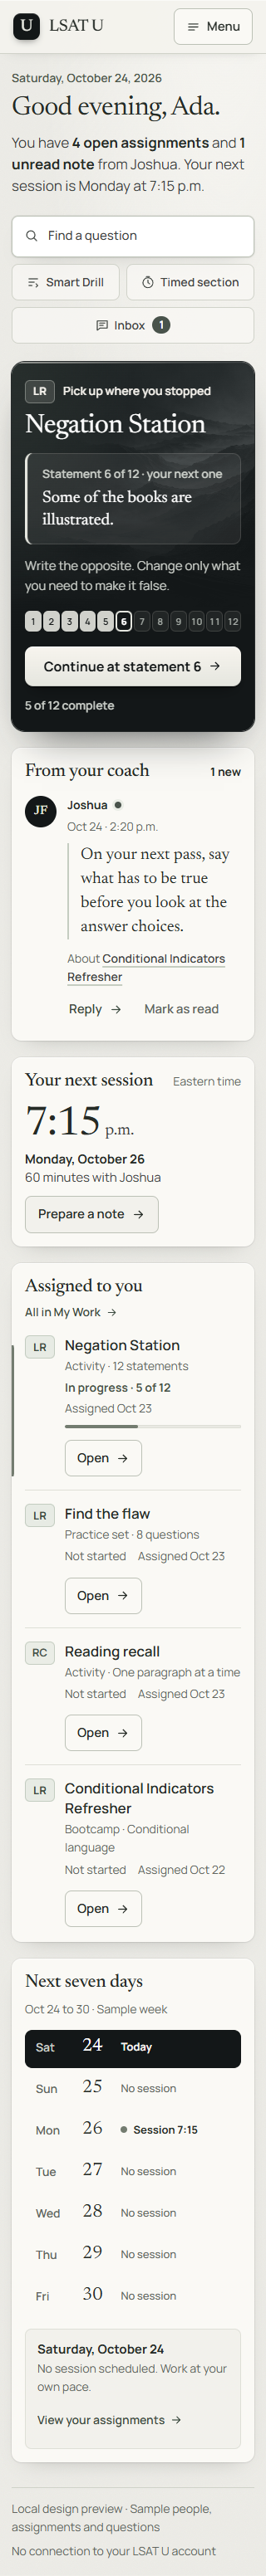 U LSAT U Menu
Saturday, October 24, 2026
Good evening, Ada.
You have 4 open assignments and 1
unread note from Joshua. Your next
session is Monday at 7:15 p.m.
Find a question
Smart Drill Timed section
Inbox 1
LR Pick up where you stopped
Negation Station
Statement 6 of 12 · your next one
Some of the books are
illustrated.
Write the opposite. Change only what
you need to make it false.
1 2 3 4 5 6 7 8 9 10 11 12
Continue at statement 6 →
5 of 12 complete
From your coach 1 new
JF Joshua
Oct 24 · 2:20 p.m.
On your next pass, say
what has to be true
before you look at the
answer choices.
About Conditional Indicators
Refresher
Reply → Mark as read
Your next session Eastern time
7:15 p.m.
Monday, October 26
60 minutes with Joshua
Prepare a note →
Assigned to you
All in My Work →
LR Negation Station
Activity · 12 statements
In progress · 5 of 12
Assigned Oct 23
Open →
LR Find the flaw
Practice set · 8 questions
Not started Assigned Oct 23
Open →
RC Reading recall
Activity · One paragraph at a time
Not started Assigned Oct 23
Open →
LR Conditional Indicators
Refresher
Bootcamp · Conditional
language
Not started Assigned Oct 22
Open →
Next seven days
Oct 24 to 30 · Sample week
Sat 24 Today
Sun 25 No session
Mon 26 Session 7:15
Tue 27 No session
Wed 28 No session
Thu 29 No session
Fri 30 No session
Saturday, October 24
No session scheduled. Work at your
own pace.
View your assignments →
Local design preview · Sample people,
assignments and questions
No connection to your LSAT U account